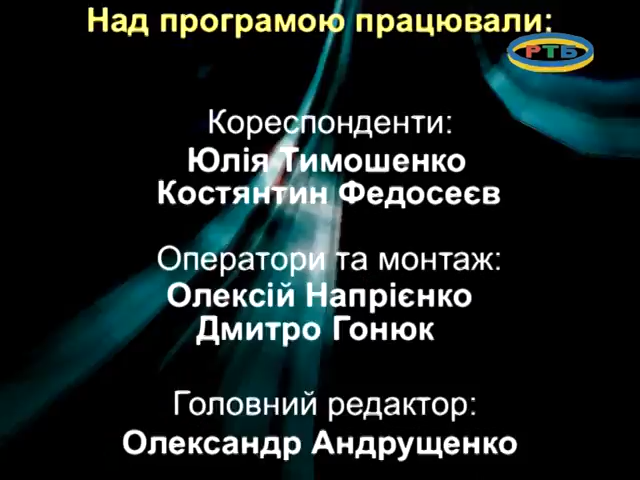 Над програмою працювали:
РТБ
Кореспонденти:
Юлія Тимошенко
Костянтин Федосеєв
Оператори та монтаж:
Олексій Напрієнко
Дмитро Гонюк
Головний редактор:
Олександр Андрущенко